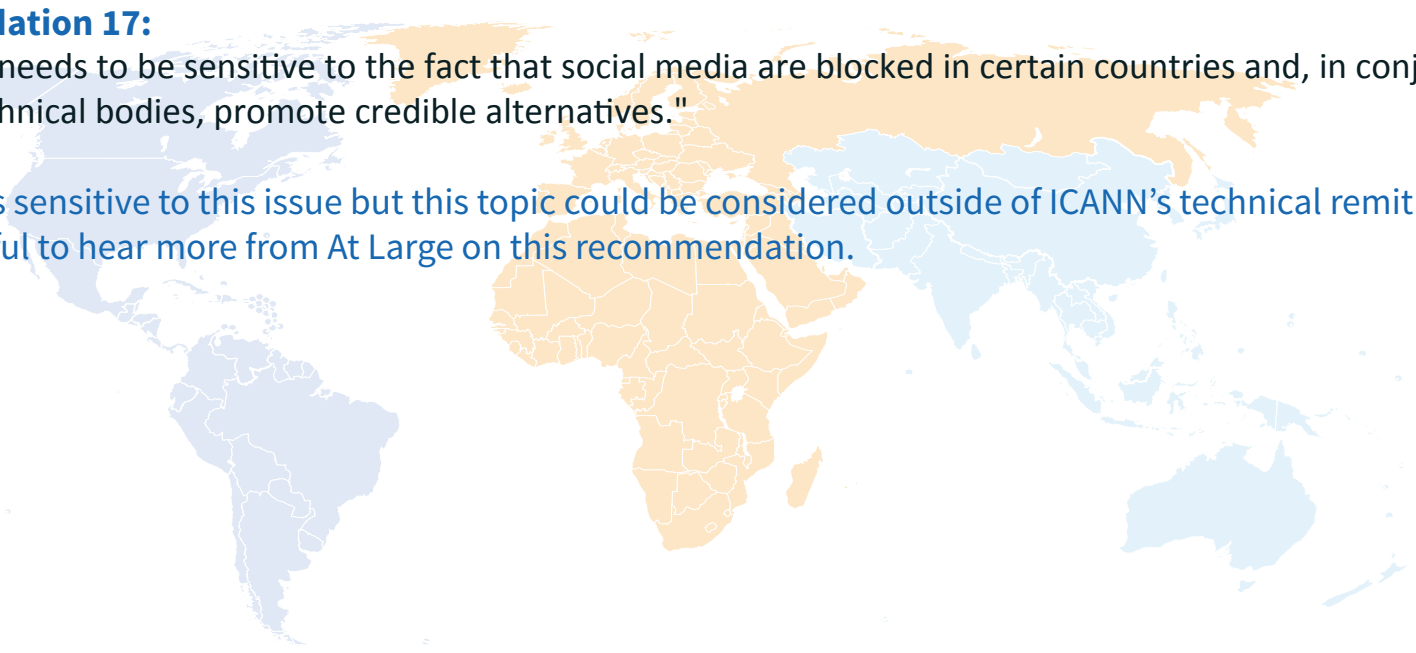 lation 17:
needs to be sensitive to the fact that social media are blocked in certain countries and, in conj
hnical bodies, promote credible alternatives."
s sensitive to this issue but this topic could be considered outside of ICANN’s technical remit
ful to hear more from At Large on this recommendation.